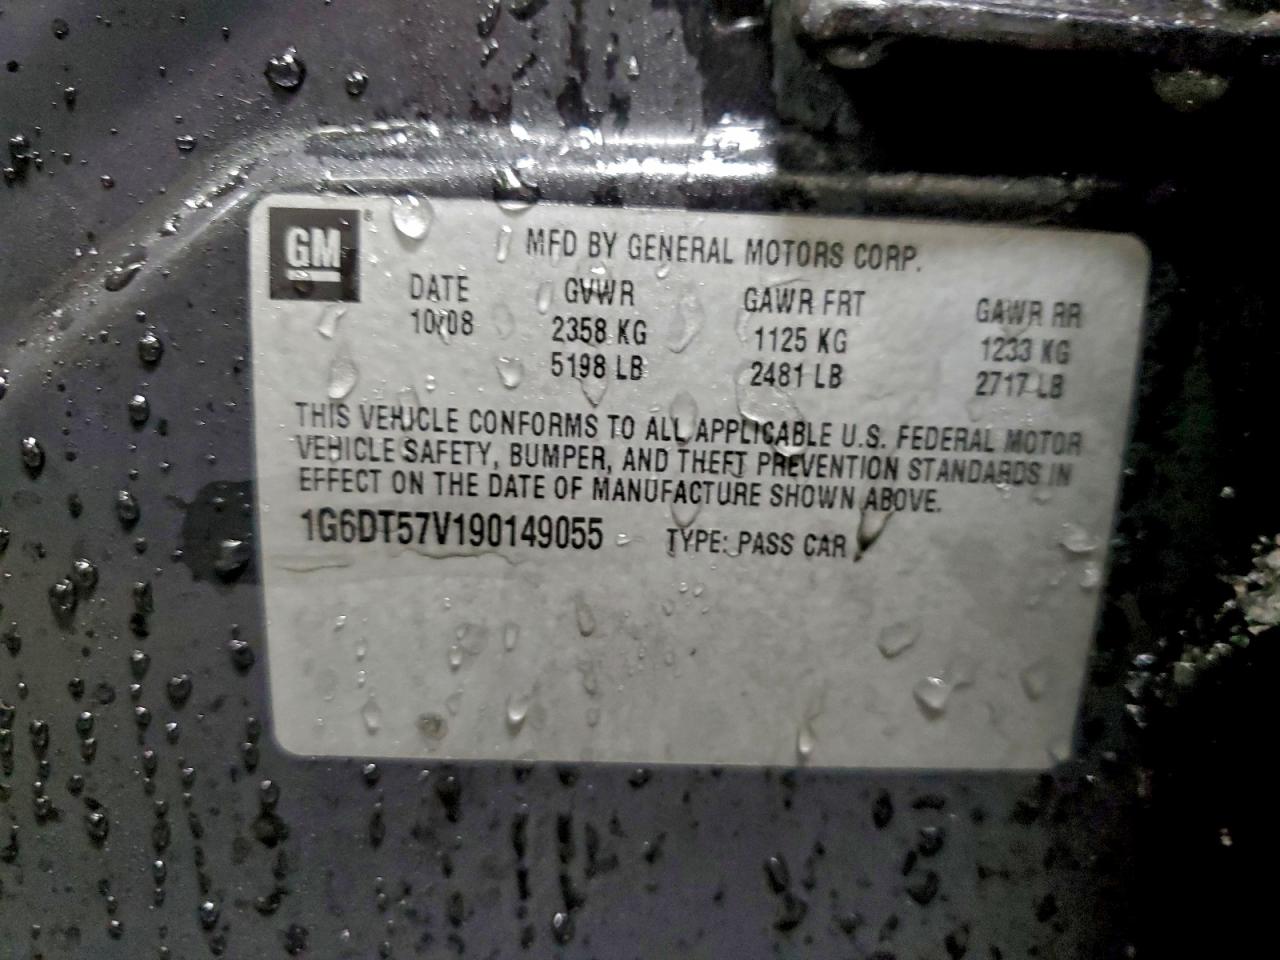 GM ®
MFD BY GENERAL MOTORS CORP.
DATE GVWR GAWR FRT GAWR RR
10/08 2358 KG 1125 KG 1233 KG
5198 LB 2481 LB 2717 LB
THIS VEHICLE CONFORMS TO ALL APPLICABLE U.S. FEDERAL MOTOR
VEHICLE SAFETY, BUMPER, AND THEFT PREVENTION STANDARDS IN
EFFECT ON THE DATE OF MANUFACTURE SHOWN ABOVE.
1G6DT57V190149055 TYPE: PASS CAR